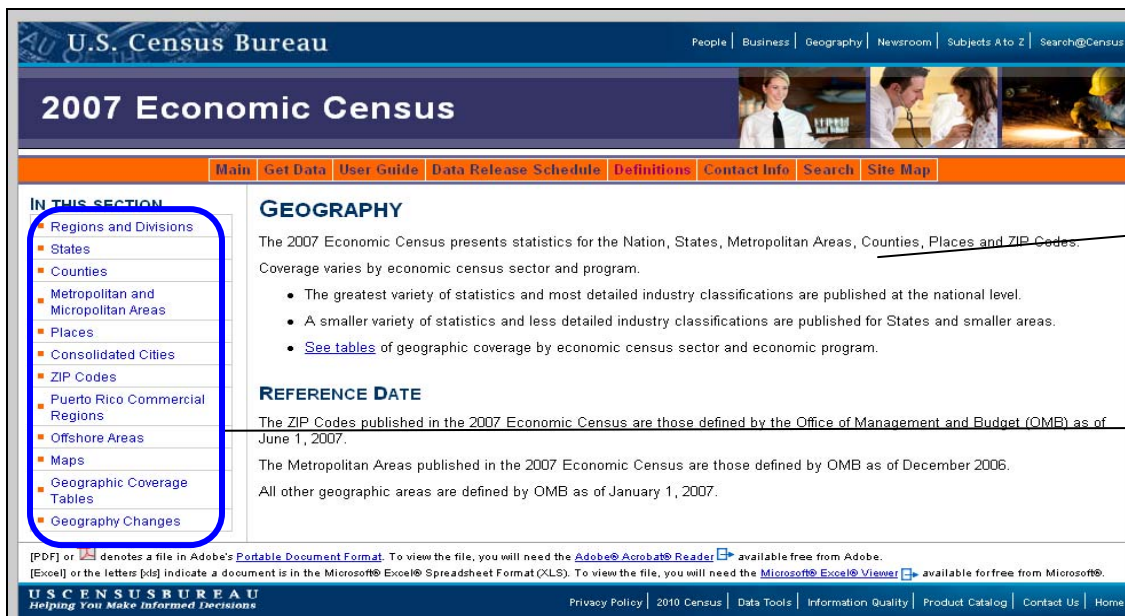 U.S. Census Bureau
People | Business | Geography | Newsroom | Subjects A to Z | Search@Census
2007 Economic Census
Main Get Data User Guide Data Release Schedule Definitions Contact Info Search Site Map
IN THIS SECTION
Regions and Divisions
States
Counties
Metropolitan and
Micropolitan Areas
Places
Consolidated Cities
ZIP Codes
Puerto Rico Commercial
Regions
Offshore Areas
Maps
Geographic Coverage
Tables
Geography Changes
GEOGRAPHY
The 2007 Economic Census presents statistics for the Nation, States, Metropolitan Areas, Counties, Places and ZIP Codes.
Coverage varies by economic census sector and program.
• The greatest variety of statistics and most detailed industry classifications are published at the national level.
• A smaller variety of statistics and less detailed industry classifications are published for States and smaller areas.
• See tables of geographic coverage by economic census sector and economic program.
REFERENCE DATE
The ZIP Codes published in the 2007 Economic Census are those defined by the Office of Management and Budget (OMB) as of
June 1, 2007.
The Metropolitan Areas published in the 2007 Economic Census are those defined by OMB as of December 2006.
All other geographic areas are defined by OMB as of January 1, 2007.
[PDF] or denotes a file in Adobe's Portable Document Format. To view the file, you will need the Adobe® Acrobat® Reader available free from Adobe.
[Excel] or the letters [xls] indicate a document is in the Microsoft® Excel® Spreadsheet Format (XLS). To view the file, you will need the Microsoft® Excel® Viewer available for free from Microsoft®.
U S C E N S U S B U R E A U
Helping You Make Informed Decisions
Privacy Policy | 2010 Census | Data Tools | Information Quality | Product Catalog | Contact Us | Home